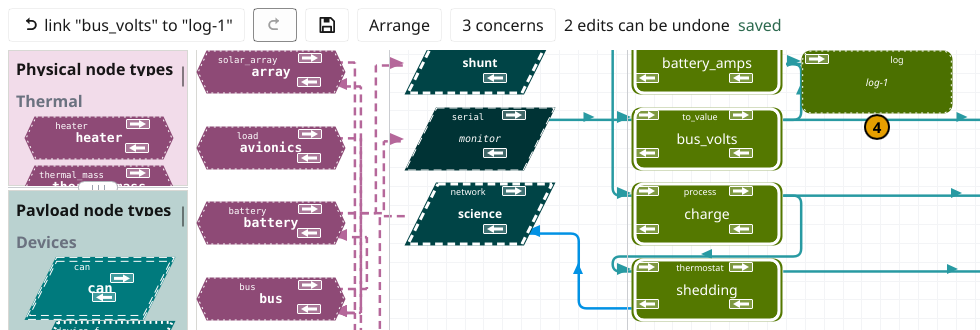 link "bus_volts" to "log-1"
Arrange
3 concerns
2 edits can be undone
saved
Physical node types
Thermal
heater
heater
thermal_mass
Payload node types
Devices
can
can
solar_array
array
load
avionics
battery
battery
bus
bus
shunt
serial
monitor
network
science
battery_amps
to_value
bus_volts
process
charge
thermostat
shedding
log
log-1
4